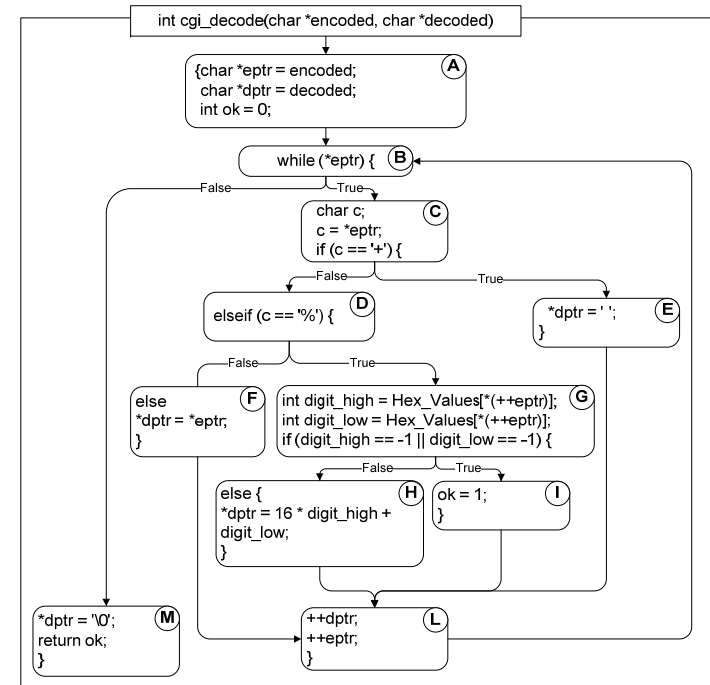 int cgi_decode(char *encoded, char *decoded)
A
{char *eptr = encoded;
char *dptr = decoded;
int ok = 0;
while (*eptr) {
B
False
True
char c;
c = *eptr;
if (c == '+') {
C
False
True
elseif (c == '%') {
D
*dptr = ' ';
}
E
False
True
else
*dptr = *eptr;
}
F
int digit_high = Hex_Values[*(++eptr)];
int digit_low = Hex_Values[*(++eptr)];
if (digit_high == -1 || digit_low == -1) {
G
False
True
else {
*dptr = 16 * digit_high +
digit_low;
}
H
ok = 1;
}
I
*dptr = '\0';
return ok;
}
M
++dptr;
++eptr;
}
L